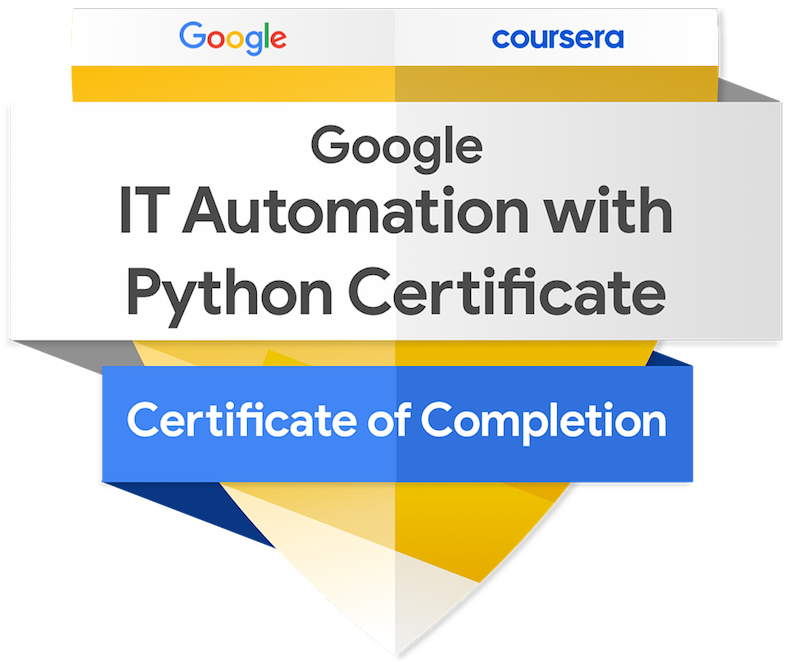 Google coursera
Google
IT Automation with
Python Certificate
Certificate of Completion